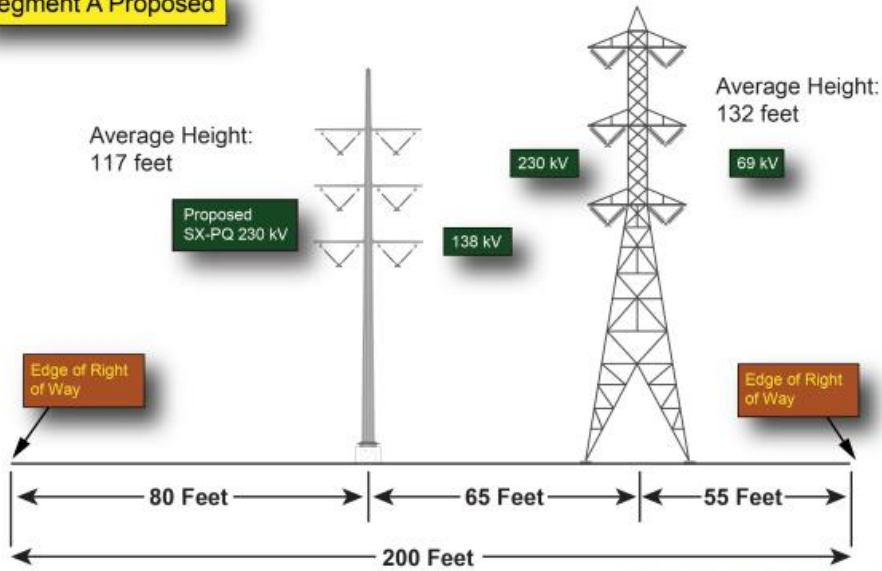 egment A Proposed
Average Height:
117 feet
Average Height:
132 feet
230 kV
69 kV
Proposed
SX-PQ 230 kV
138 kV
Edge of Right
of Way
Edge of Right
of Way
80 Feet
65 Feet
55 Feet
200 Feet